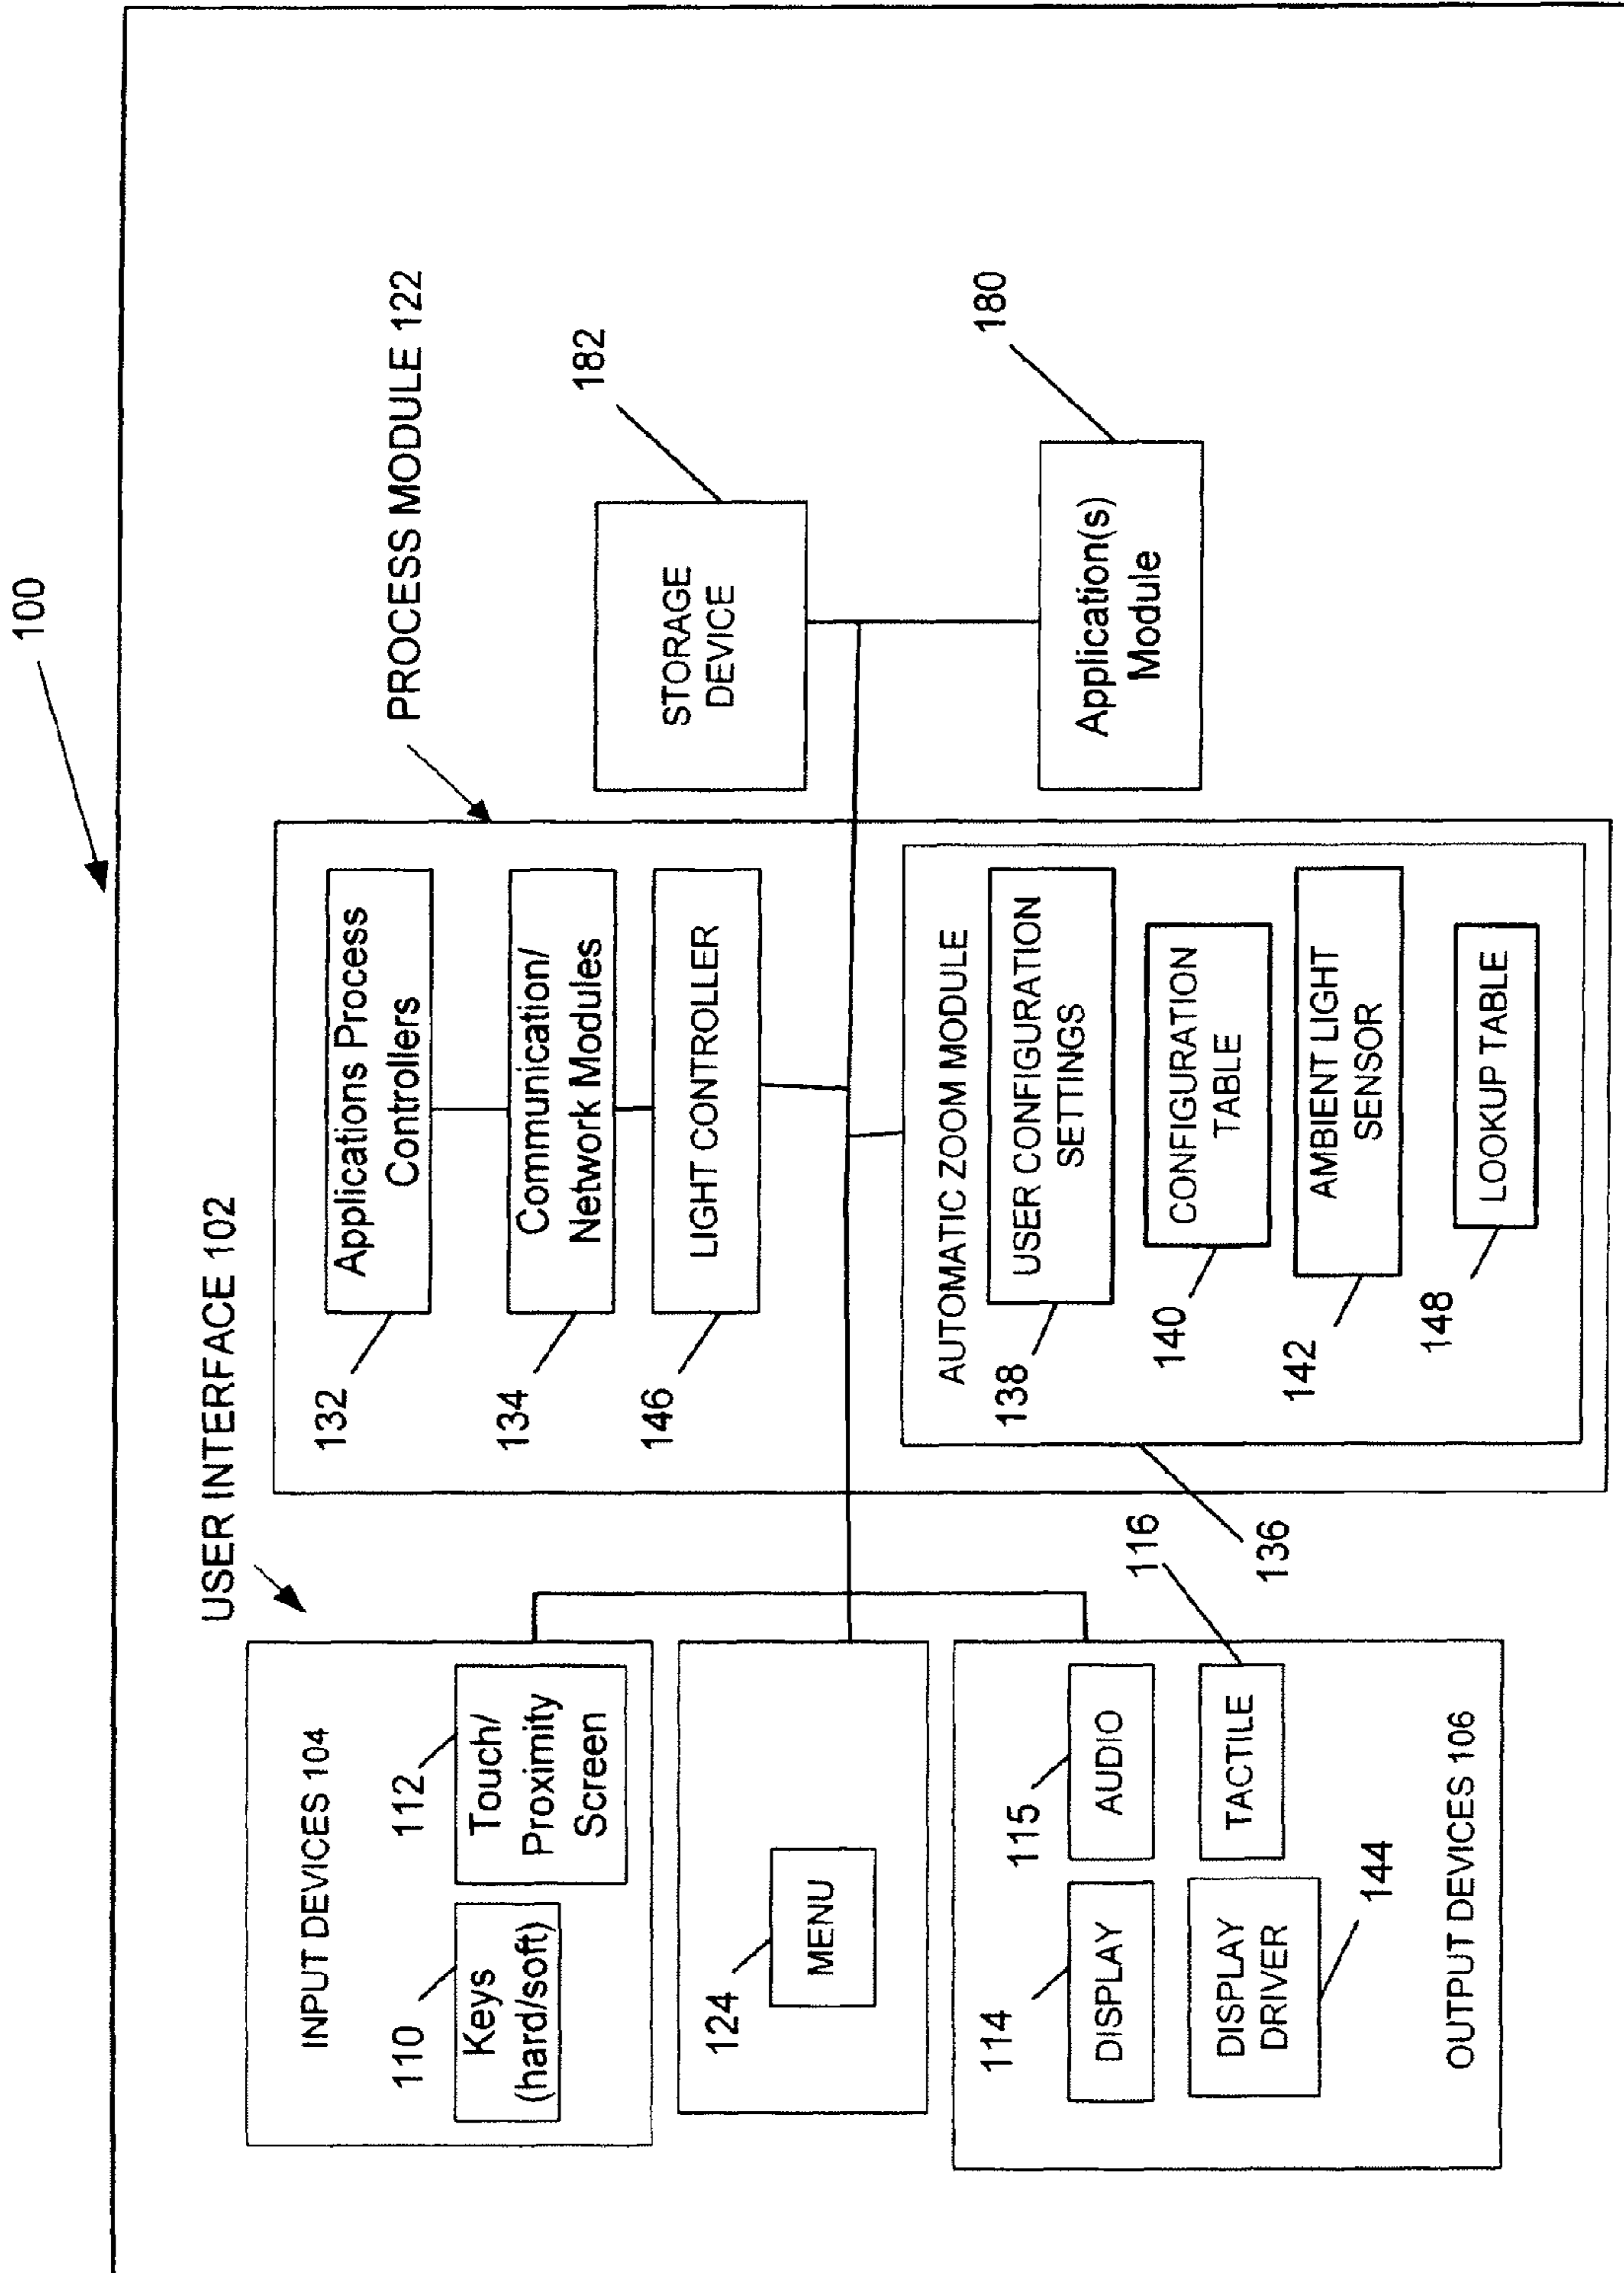 100
USER INTERFACE 102
PROCESS MODULE 122
INPUT DEVICES 104
110
112
Keys
(hard/soft)
Touch/
Proximity
Screen
124
MENU
114
115
116
DISPLAY
AUDIO
DISPLAY
DRIVER
TACTILE
144
OUTPUT DEVICES 106
132
Applications Process
Controllers
134
Communication/
Network Modules
146
LIGHT CONTROLLER
AUTOMATIC ZOOM MODULE
138
USER CONFIGURATION
SETTINGS
140
CONFIGURATION
TABLE
142
AMBIENT LIGHT
SENSOR
148
LOOKUP TABLE
136
182
STORAGE
DEVICE
180
Application(s)
Module